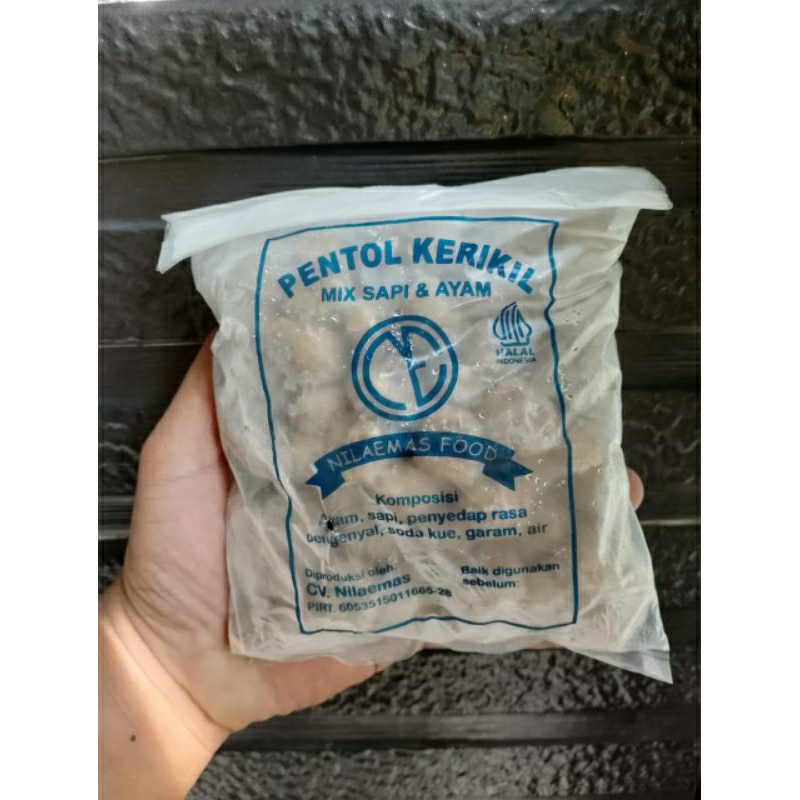 PENTOL KERIKIL
MIX SAPI & AYAM
HALAL
INDONESIA
NILAEMAS FOOD
Komposisi
Ayam, sapi, penyedap rasa
pengenyal, soda kue, garam, air
Diproduksi oleh:
CV. Nilaemas
PIRT. 6053515011665-28
Baik digunakan
sebelum: